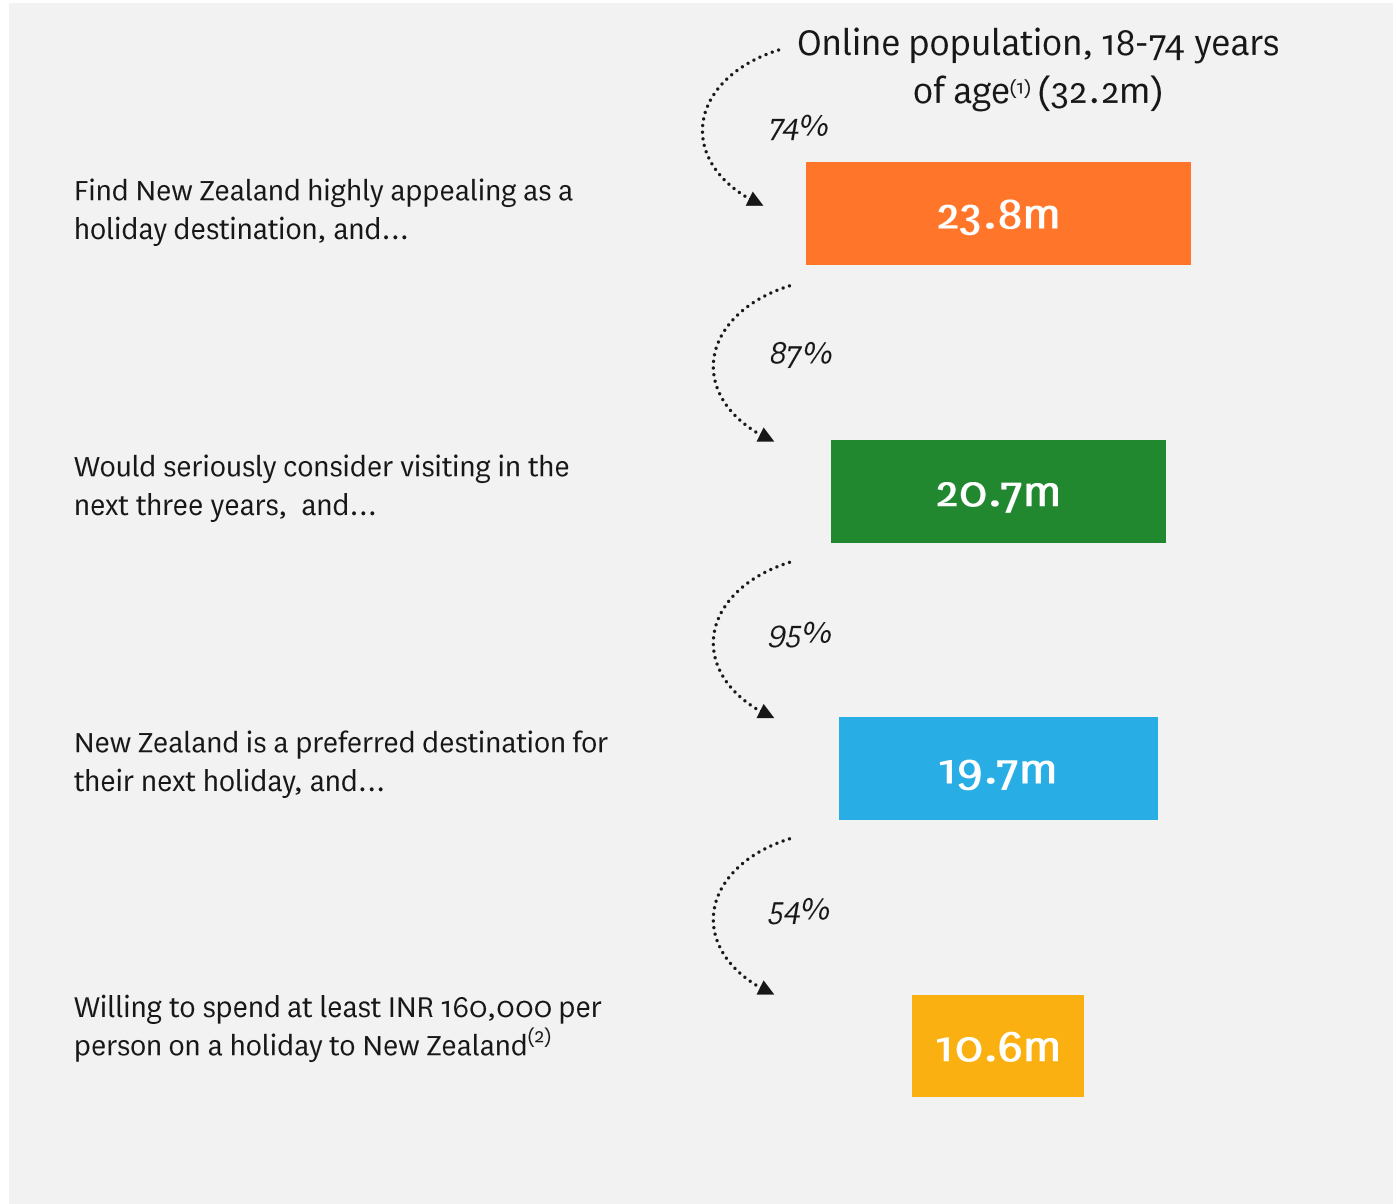 Online population, 18-74 years
of age(1) (32.2m)
74%
Find New Zealand highly appealing as a
holiday destination, and...
23.8m
87%
Would seriously consider visiting in the
next three years,  and...
20.7m
95%
New Zealand is a preferred destination for
their next holiday, and...
19.7m
54%
Willing to spend at least INR 160,000 per
person on a holiday to New Zealand(2)
10.6m